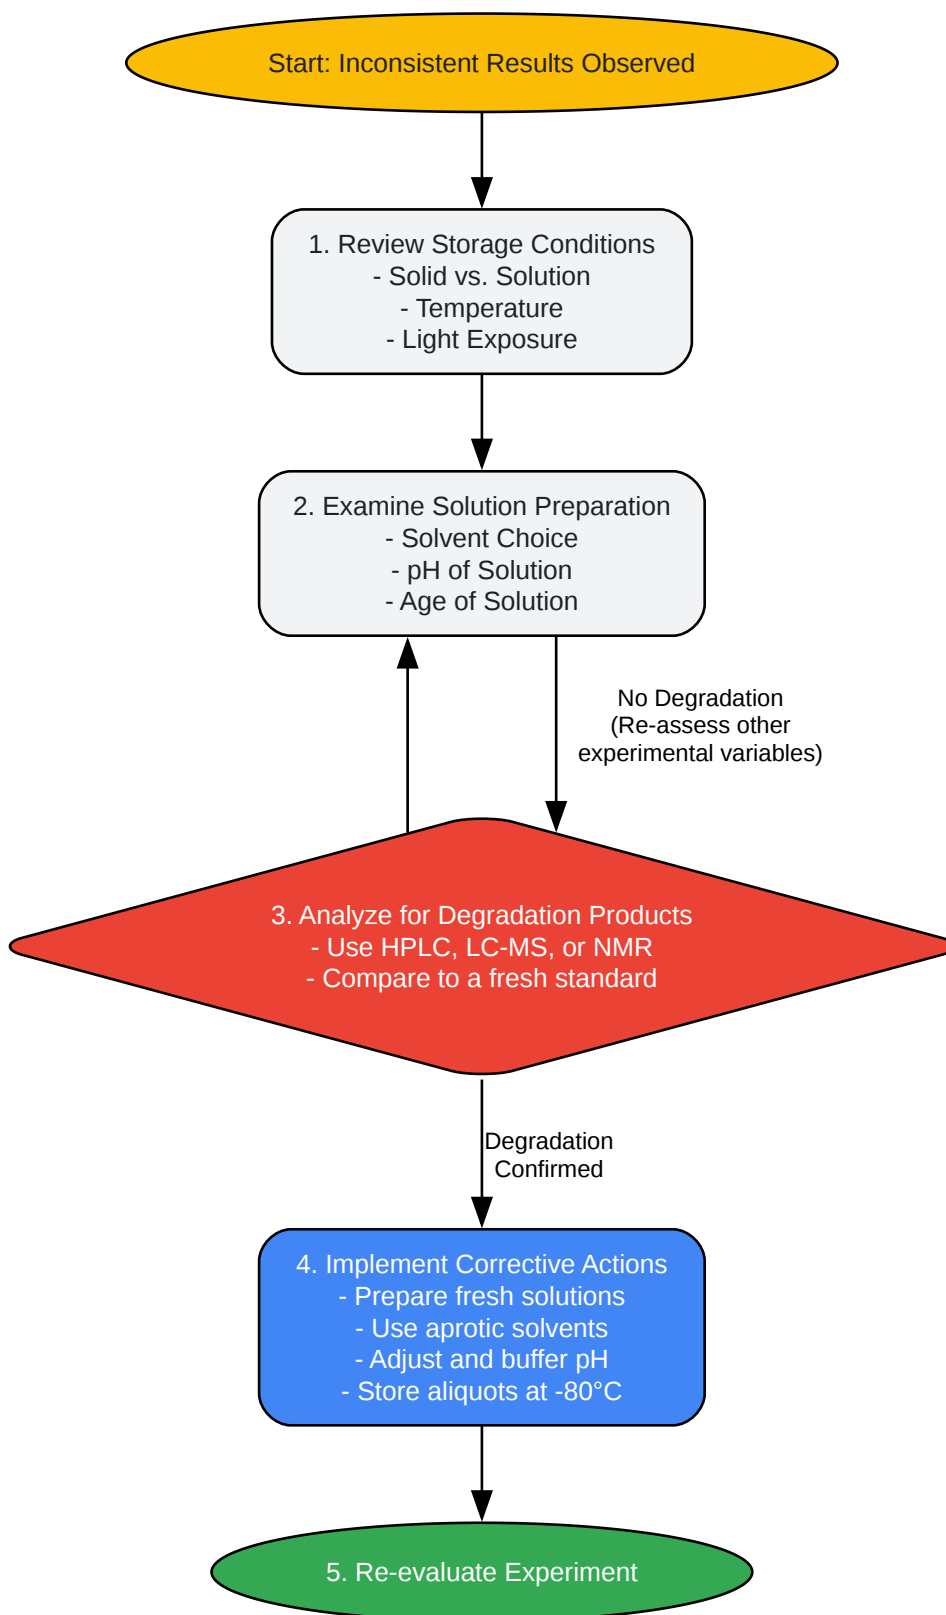 Start: Inconsistent Results Observed
1. Review Storage Conditions
- Solid vs. Solution
- Temperature
- Light Exposure
2. Examine Solution Preparation
- Solvent Choice
- pH of Solution
- Age of Solution
No Degradation
(Re-assess other
experimental variables)
3. Analyze for Degradation Products
- Use HPLC, LC-MS, or NMR
- Compare to a fresh standard
Degradation
Confirmed
4. Implement Corrective Actions
- Prepare fresh solutions
- Use aprotic solvents
- Adjust and buffer pH
- Store aliquots at -80°C
5. Re-evaluate Experiment